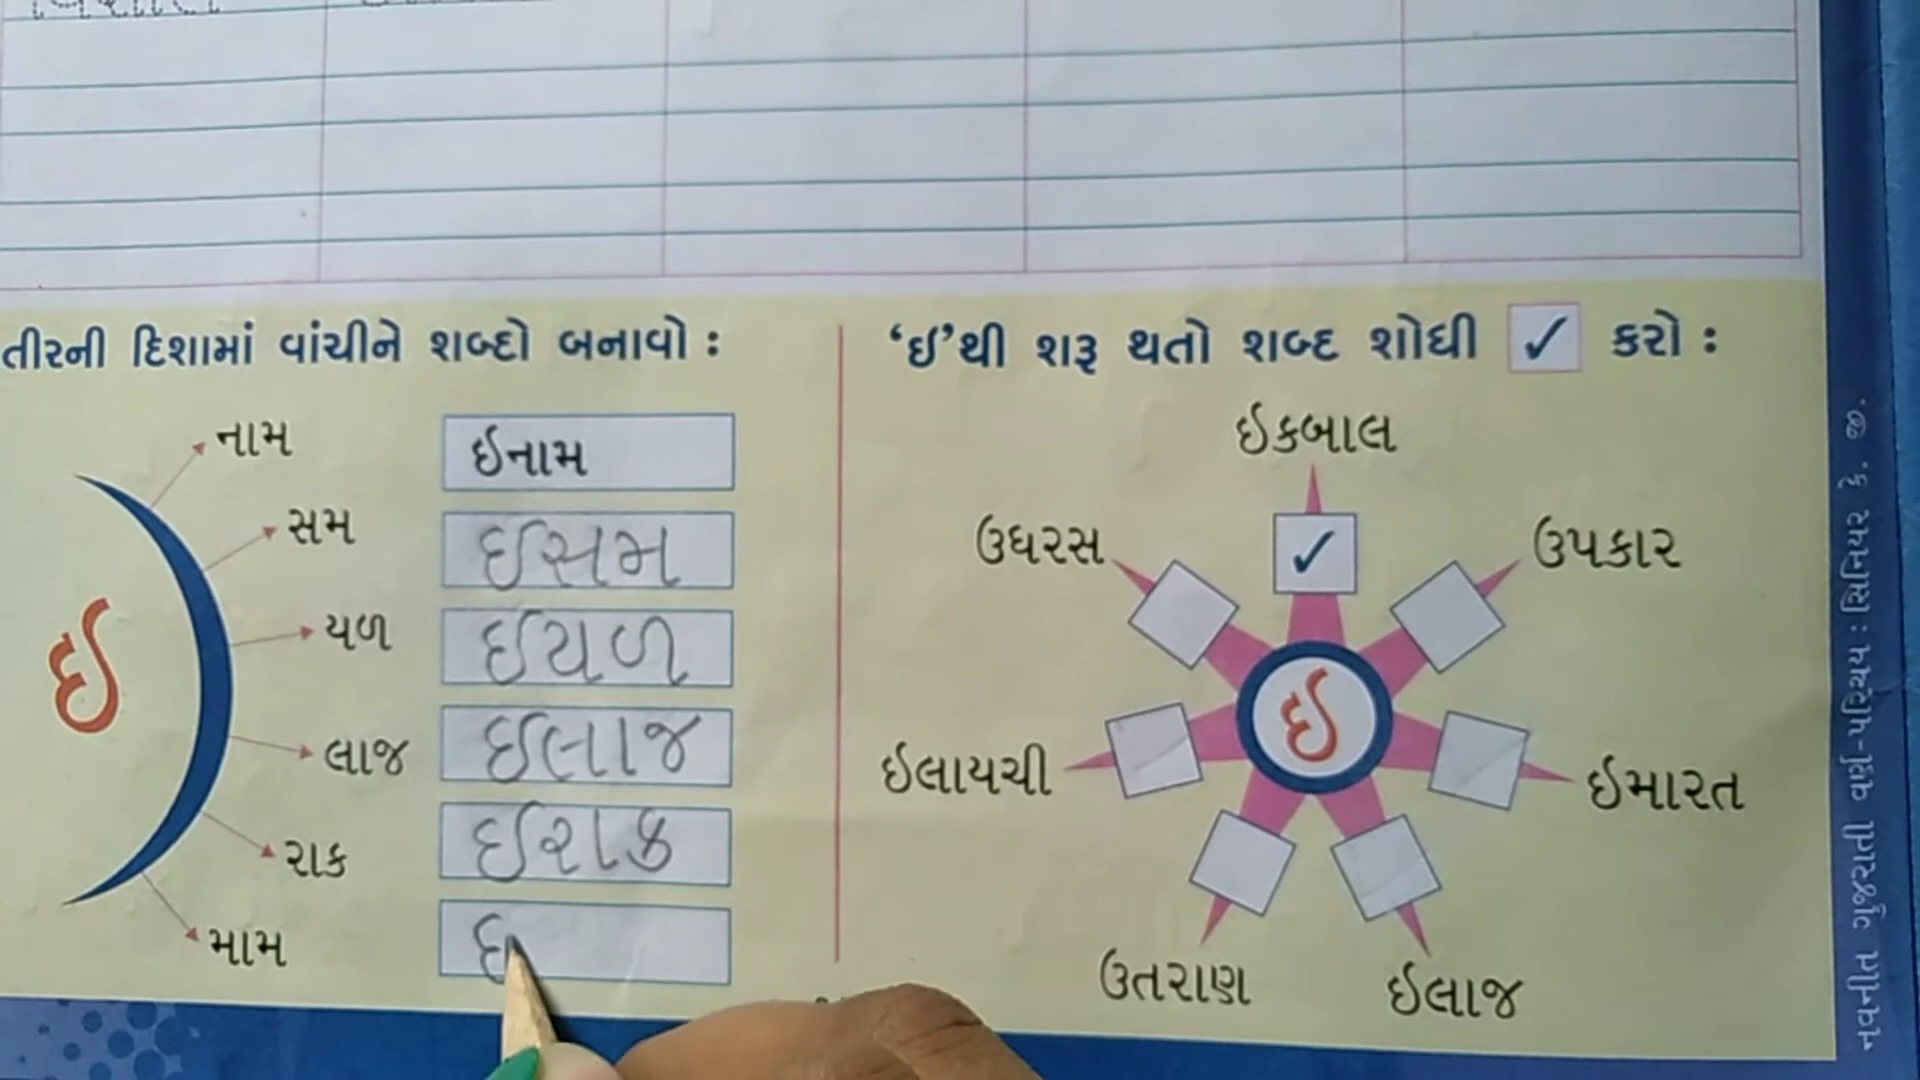 તીરની દિશામાં વાંચીને શબ્દો બનાવો :
ઈ
નામ
ઈનામ
સમ
ઈસમ
યળ
ઈયળ
લાજ
ઈલાજ
રાક
ઈરાક
મામ
‘ઈ’થી શરૂ થતો શબ્દ શોધી ✓ કરો :
ઈકબાલ
✓
ઉધરસ
ઉપકાર
ઈ
ઈલાયચી
ઈમારત
ઉતરાણ
ઈલાજ
નવનીત ગુજરાતી વર્ણ-પરિચય : સિનિયર કે. જી.